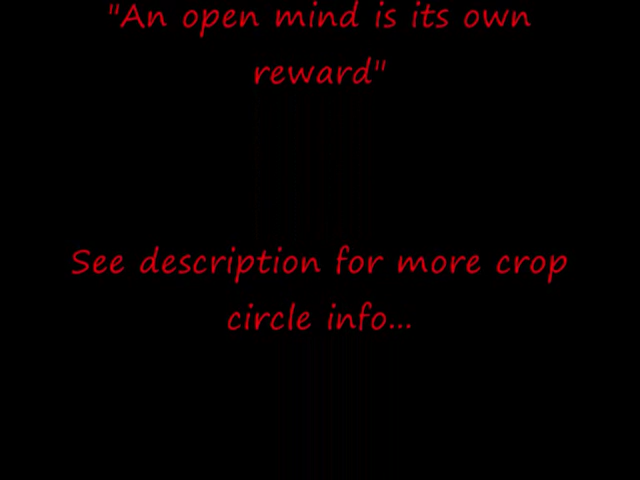 "An open mind is its own
reward"
See description for more crop
circle info...